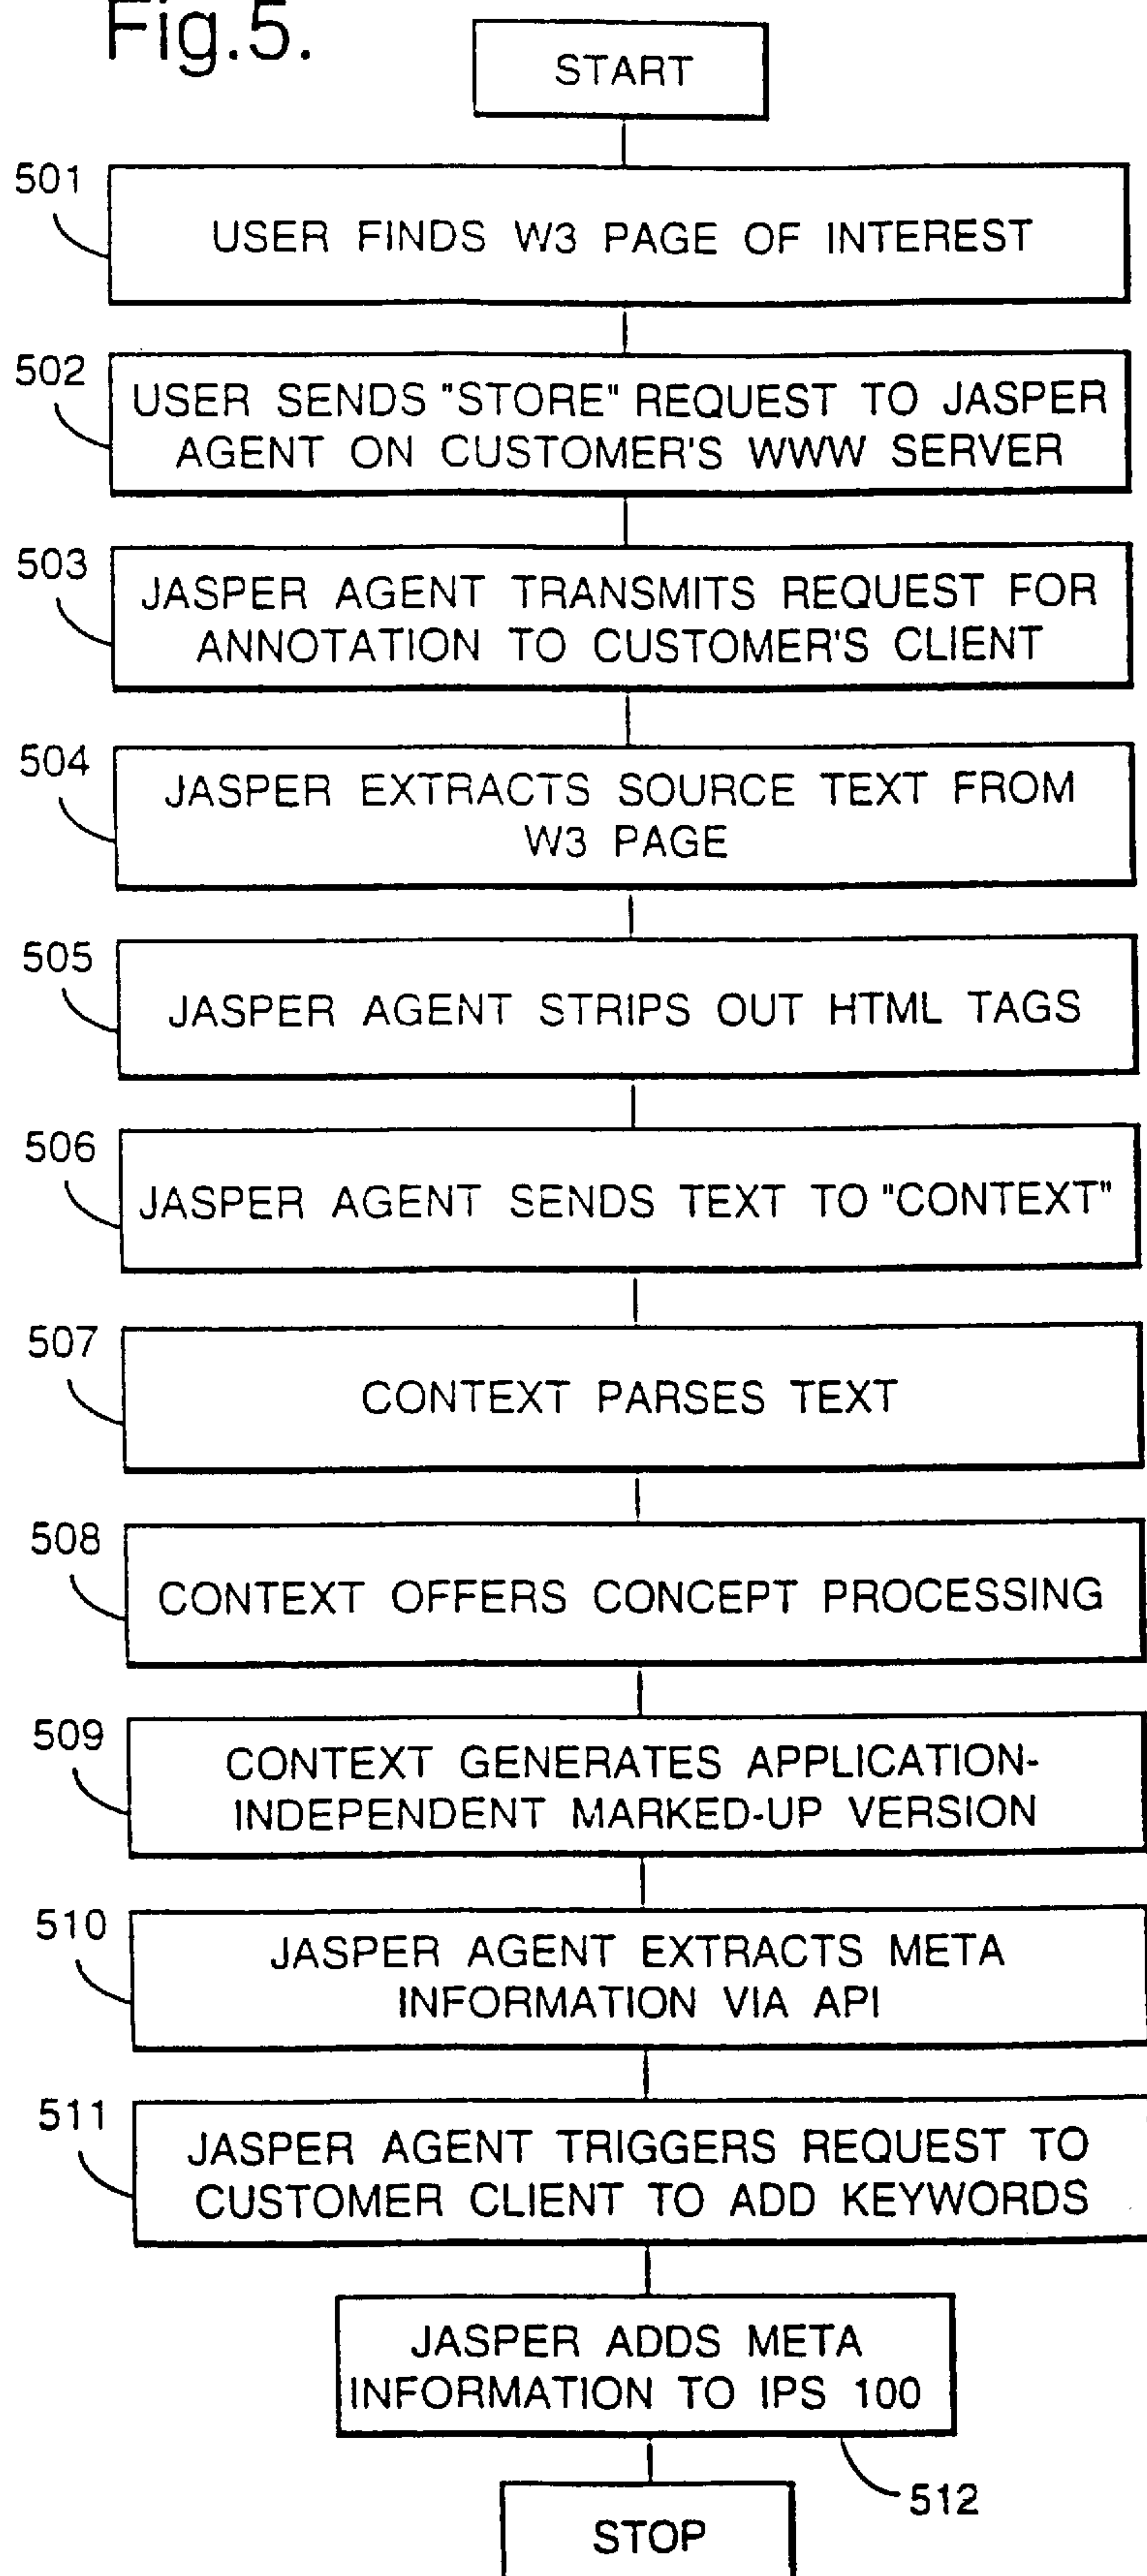 Fig.5.
START
501
USER FINDS W3 PAGE OF INTEREST
502
USER SENDS "STORE" REQUEST TO JASPER
AGENT ON CUSTOMER'S WWW SERVER
503
JASPER AGENT TRANSMITS REQUEST FOR
ANNOTATION TO CUSTOMER'S CLIENT
504
JASPER EXTRACTS SOURCE TEXT FROM
W3 PAGE
505
JASPER AGENT STRIPS OUT HTML TAGS
506
JASPER AGENT SENDS TEXT TO "CONTEXT"
507
CONTEXT PARSES TEXT
508
CONTEXT OFFERS CONCEPT PROCESSING
509
CONTEXT GENERATES APPLICATION-
INDEPENDENT MARKED-UP VERSION
510
JASPER AGENT EXTRACTS META
INFORMATION VIA API
511
JASPER AGENT TRIGGERS REQUEST TO
CUSTOMER CLIENT TO ADD KEYWORDS
JASPER ADDS META
INFORMATION TO IPS 100
512
STOP